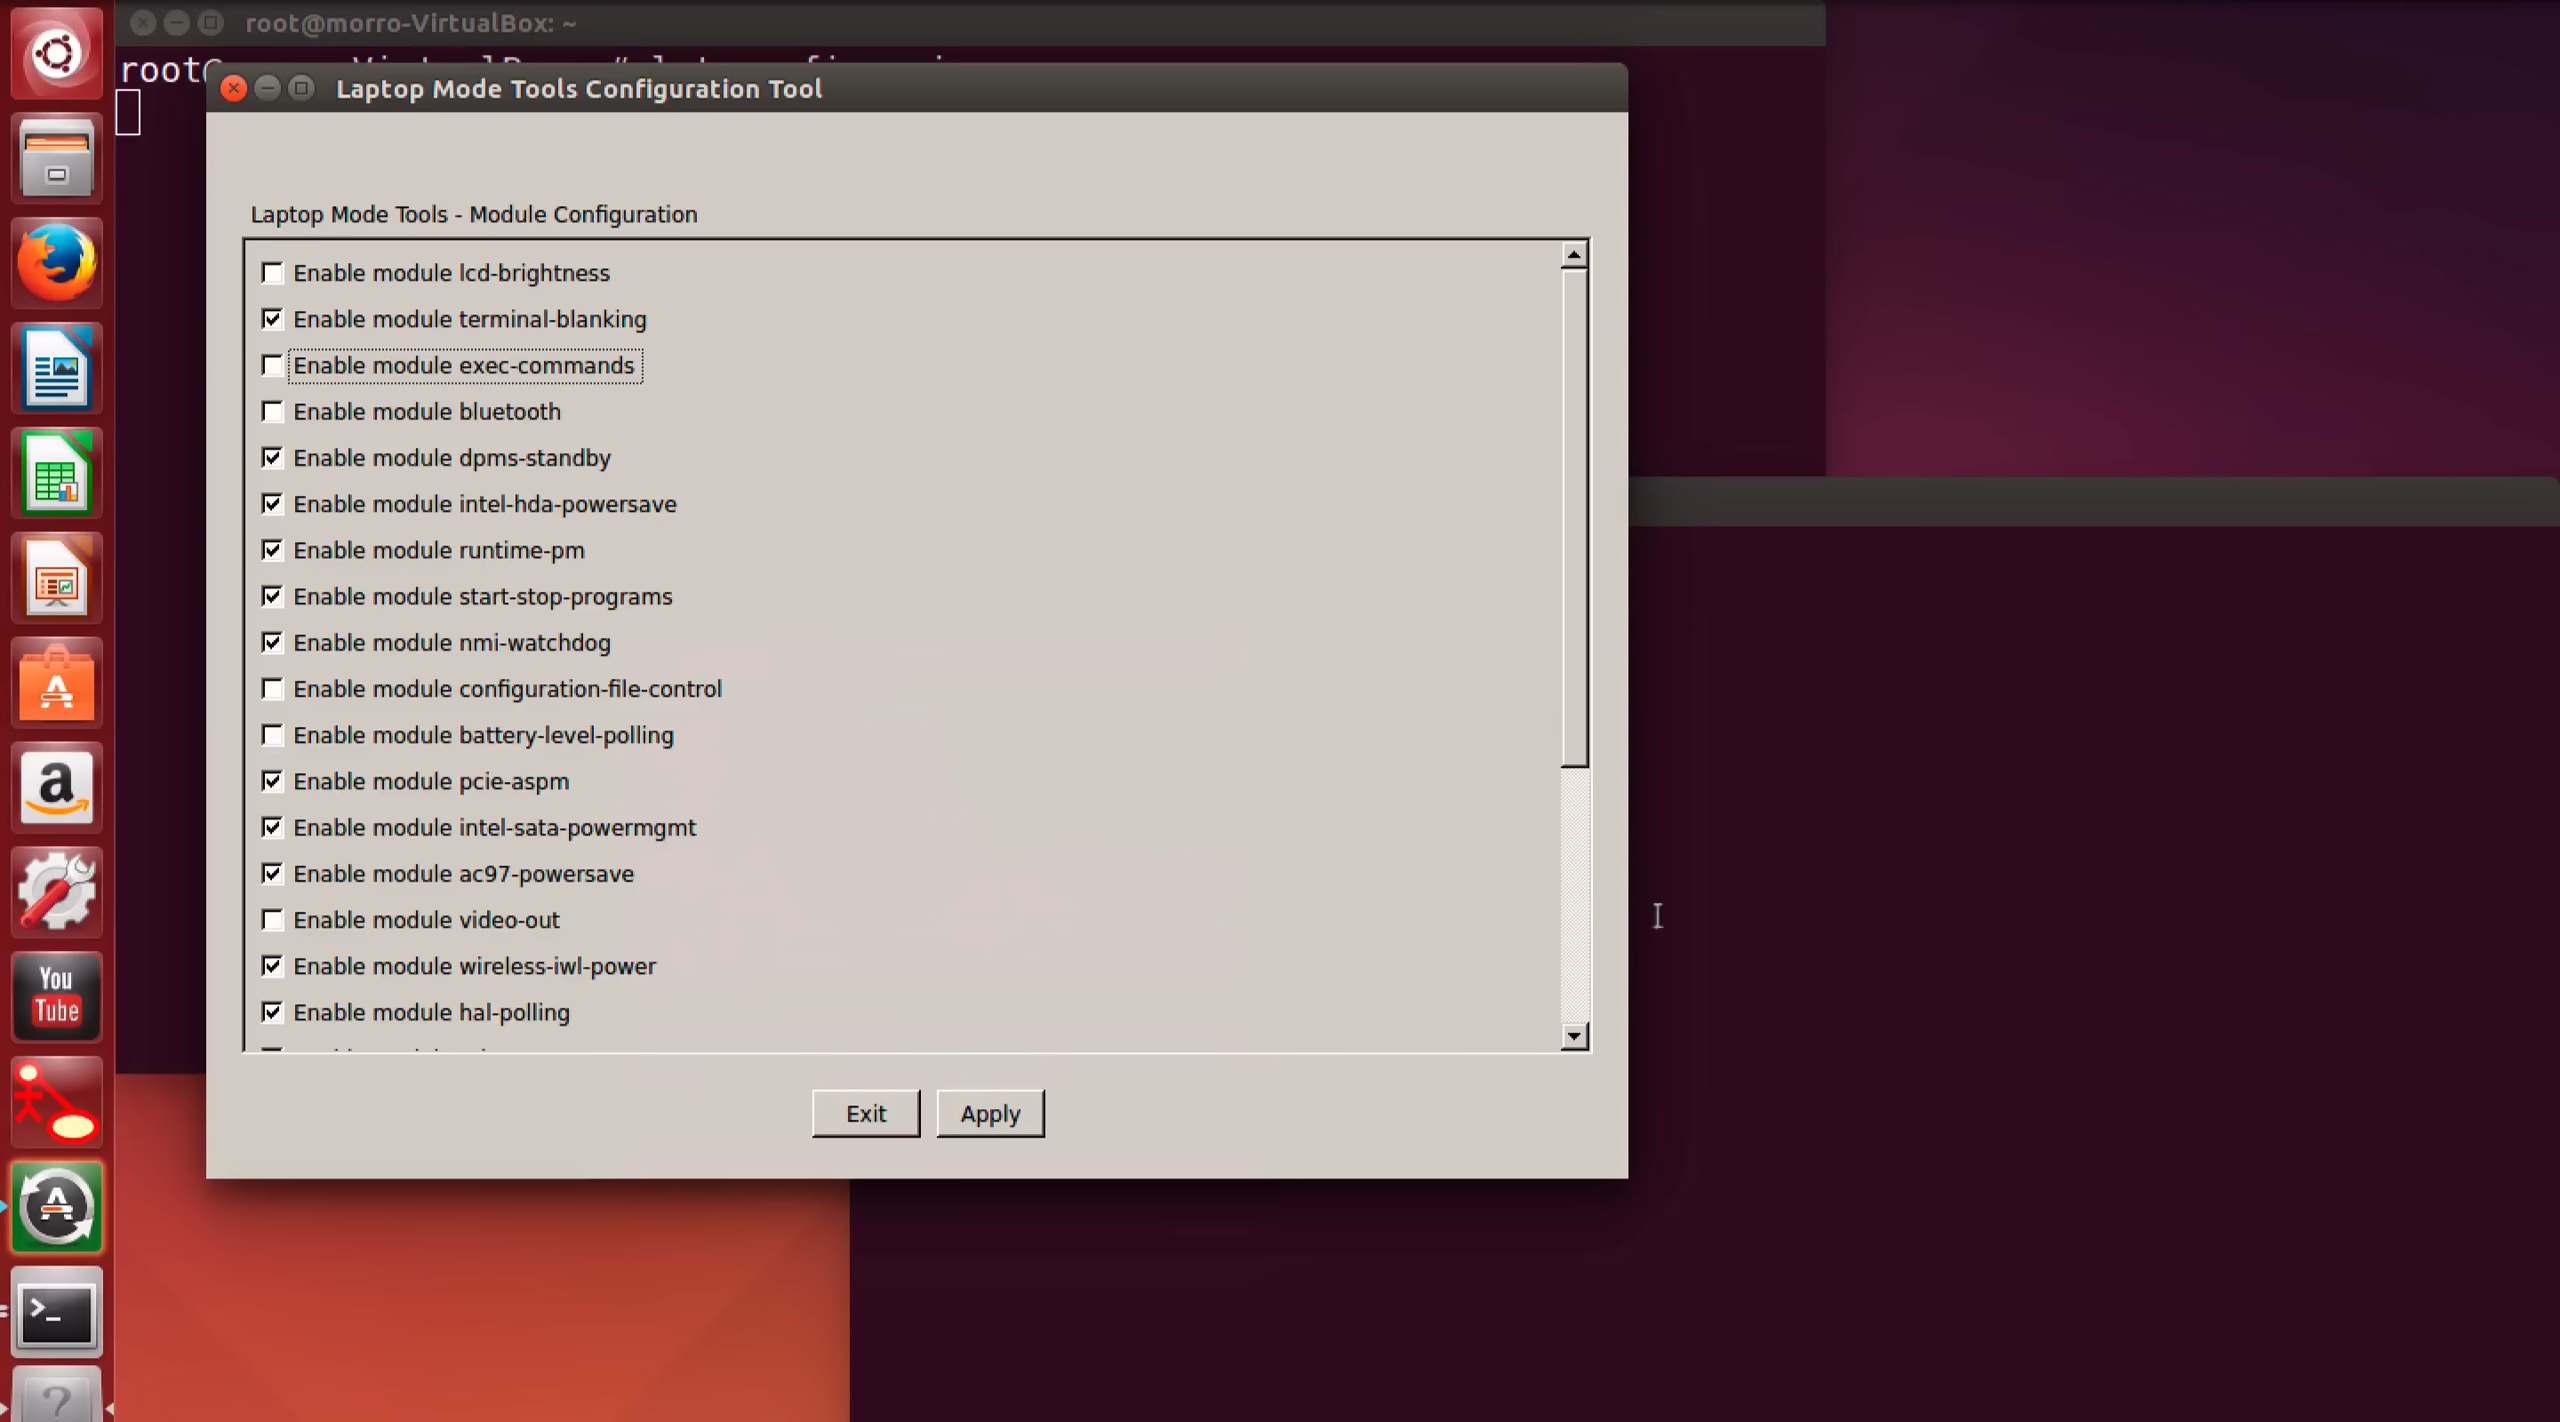 root@morro-VirtualBox: ~
root@
Laptop Mode Tools Configuration Tool
Laptop Mode Tools - Module Configuration
Enable module lcd-brightness
Enable module terminal-blanking
Enable module exec-commands
Enable module bluetooth
Enable module dpms-standby
Enable module intel-hda-powersave
Enable module runtime-pm
Enable module start-stop-programs
Enable module nmi-watchdog
Enable module configuration-file-control
Enable module battery-level-polling
Enable module pcie-aspm
Enable module intel-sata-powermgmt
Enable module ac97-powersave
Enable module video-out
Enable module wireless-iwl-power
Enable module hal-polling
Exit
Apply
a
You
Tube
>_
?